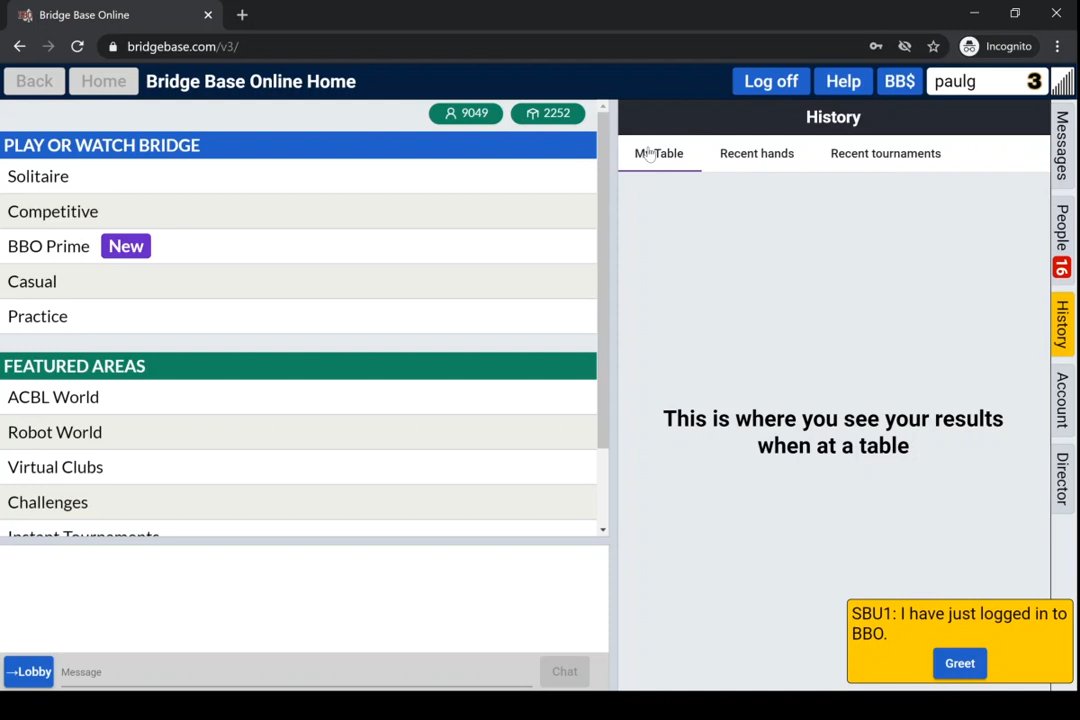 Bridge Base Online
bridgebase.com/v3/
Incognito
Back
Home
Bridge Base Online Home
Log off
Help
BB$
paulg
3
9049
2252
PLAY OR WATCH BRIDGE
Solitaire
Competitive
BBO Prime New
Casual
Practice
FEATURED AREAS
ACBL World
Robot World
Virtual Clubs
Challenges
Instant Tournaments
→Lobby
Message
Chat
History
My Table
Recent hands
Recent tournaments
This is where you see your results
when at a table
SBU1: I have just logged in to
BBO.
Greet
Messages
People 16
History
Account
Director